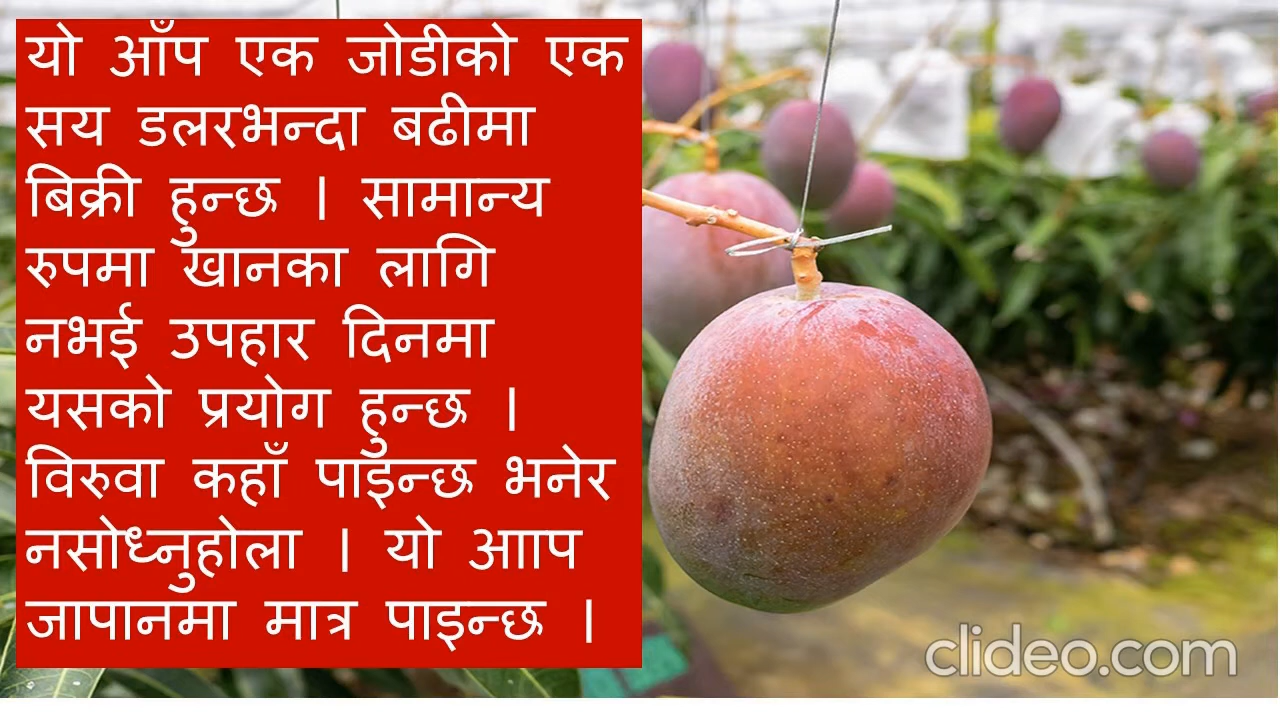 यो आँप एक जोडीको एक
सय डलरभन्दा बढीमा
बिक्री हुन्छ । सामान्य
रुपमा खानका लागि
नभई उपहार दिनमा
यसको प्रयोग हुन्छ ।
विरुवा कहाँ पाइन्छ भनेर
नसोध्नुहोला । यो आाप
जापानमा मात्र पाइन्छ ।
clideo.com